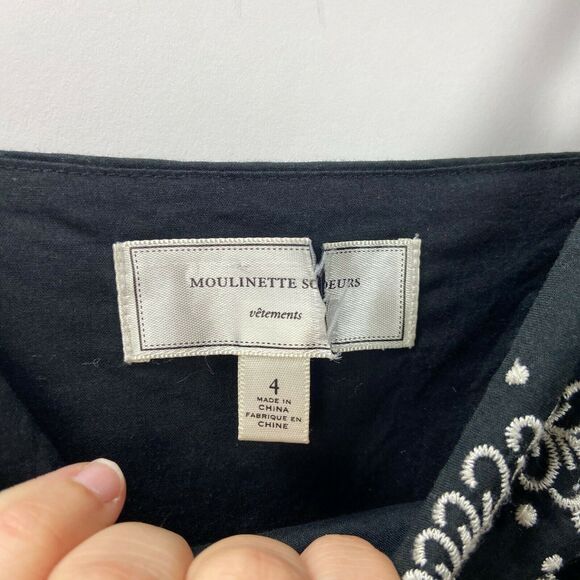 MOULINETTE SOEURS
vêtements
4
MADE IN
CHINA
FABRIQUE EN
CHINE